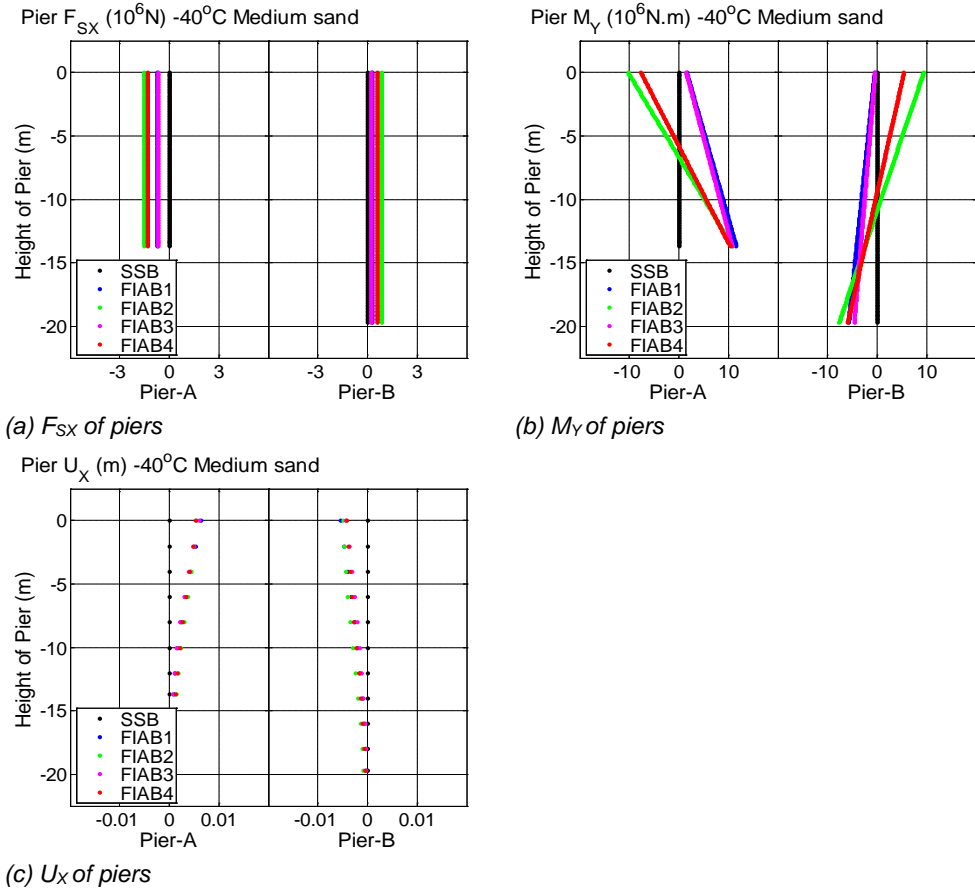 Pier F_SX (10^6N) -40°C Medium sand
Height of Pier (m)
0
-5
-10
-15
-20
SSB
FIAB1
FIAB2
FIAB3
FIAB4
-3 0 3 -3 0 3
Pier-A Pier-B
(a) F_SX of piers
Pier M_Y (10^6N.m) -40°C Medium sand
Height of Pier (m)
0
-5
-10
-15
-20
SSB
FIAB1
FIAB2
FIAB3
FIAB4
-10 0 10 -10 0 10
Pier-A Pier-B
(b) M_Y of piers
Pier U_X (m) -40°C Medium sand
Height of Pier (m)
0
-5
-10
-15
-20
SSB
FIAB1
FIAB2
FIAB3
FIAB4
-0.01 0 0.01 -0.01 0 0.01
Pier-A Pier-B
(c) U_X of piers